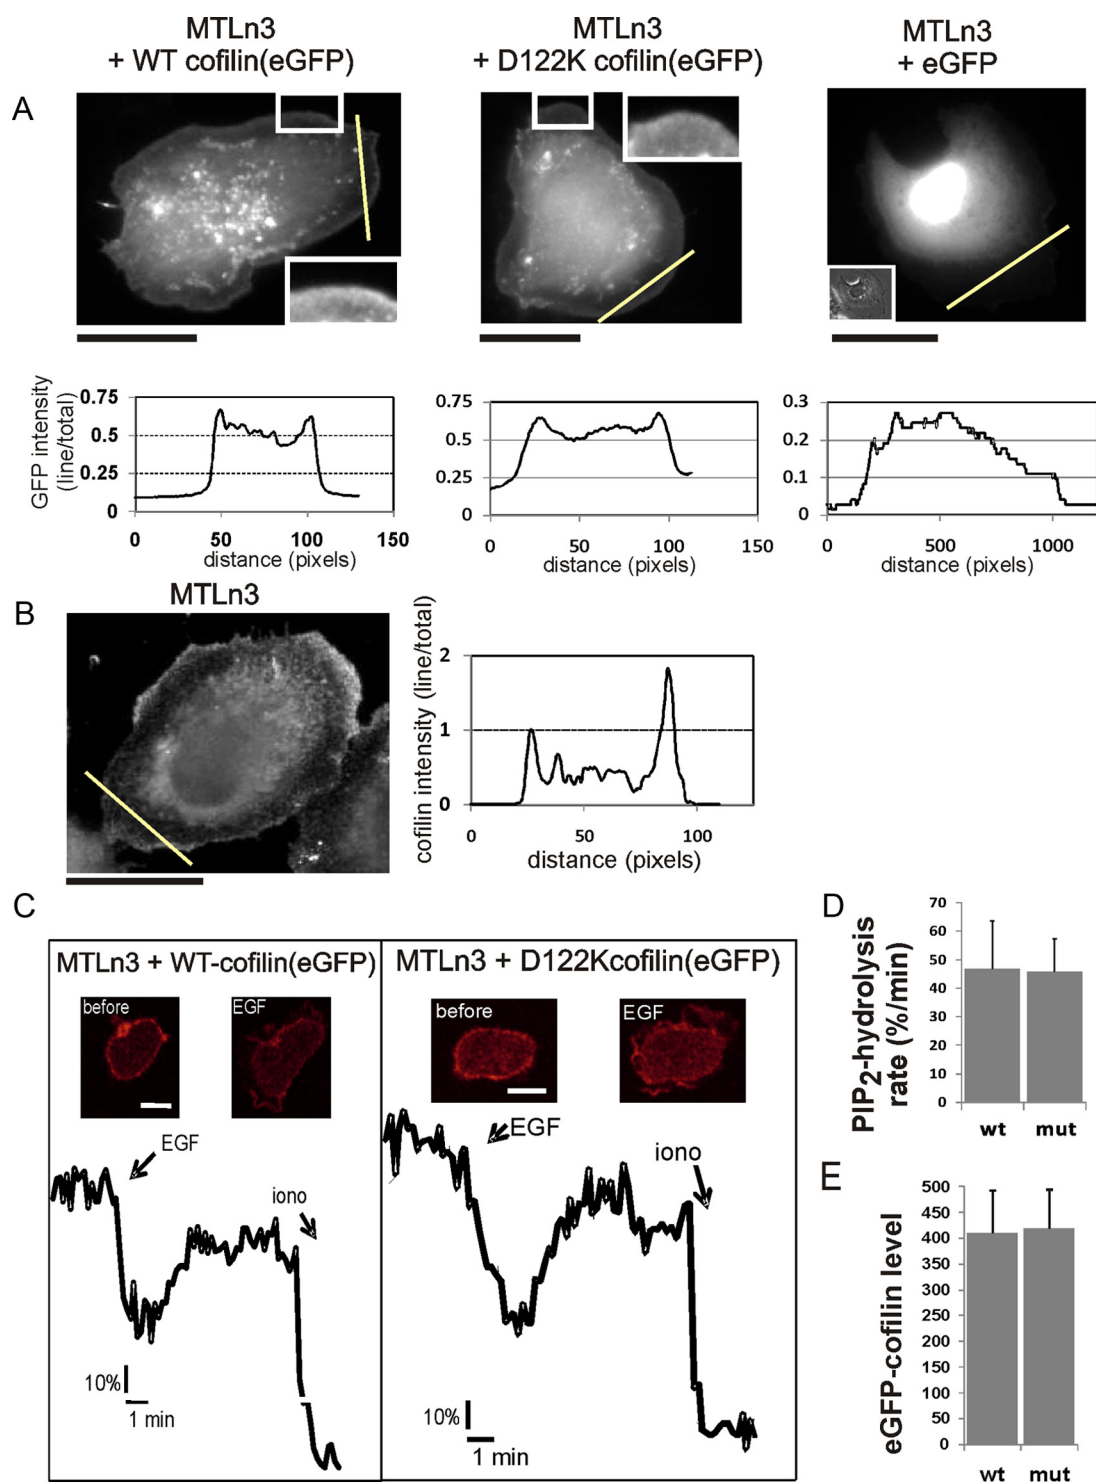 MTLn3
+ WT cofilin(eGFP)
MTLn3
+ D122K cofilin(eGFP)
MTLn3
+ eGFP
A
GFP intensity
(line/total)
0.75
0.5
0.25
0
0 50 100 150
distance (pixels)
0.75
0.5
0.25
0
0 50 100 150
distance (pixels)
0.3
0.2
0.1
0
0 500 1000
distance (pixels)
B
MTLn3
cofilin intensity (line/total)
2
1
0
0 50 100
distance (pixels)
C
MTLn3 + WT-cofilin(eGFP)
before
EGF
EGF
iono
10%
1 min
MTLn3 + D122Kcofilin(eGFP)
before
EGF
EGF
iono
10%
1 min
D
PIP2-hydrolysis
rate (%/min)
70
60
50
40
30
20
10
0
wt mut
E
eGFP-cofilin level
500
450
400
350
300
250
200
150
100
50
0
wt mut